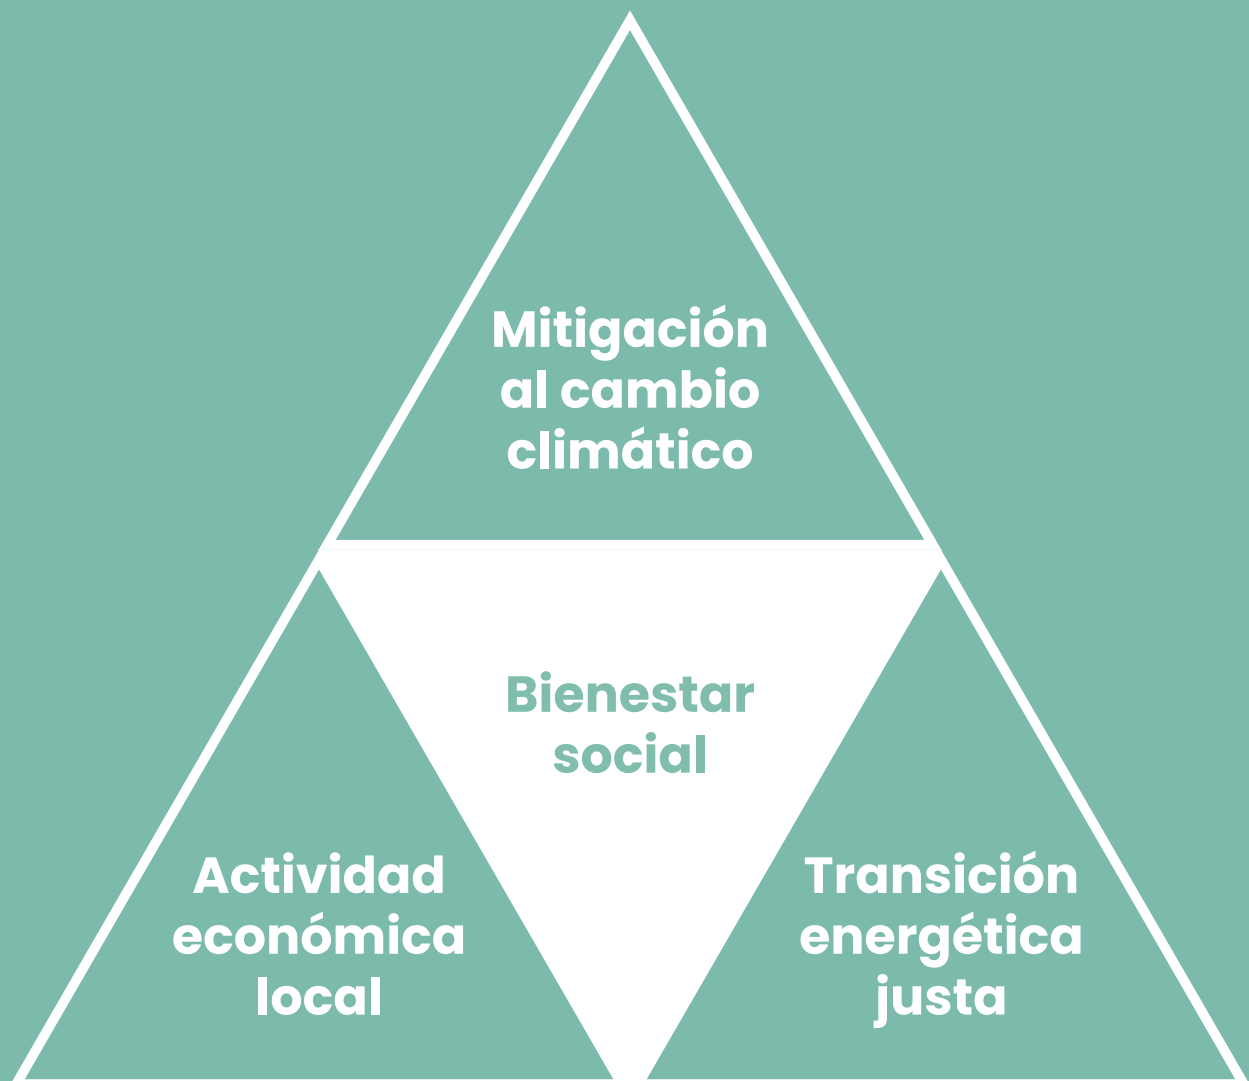 Mitigación
al cambio
climático
Bienestar
social
Actividad
económica
local
Transición
energética
justa